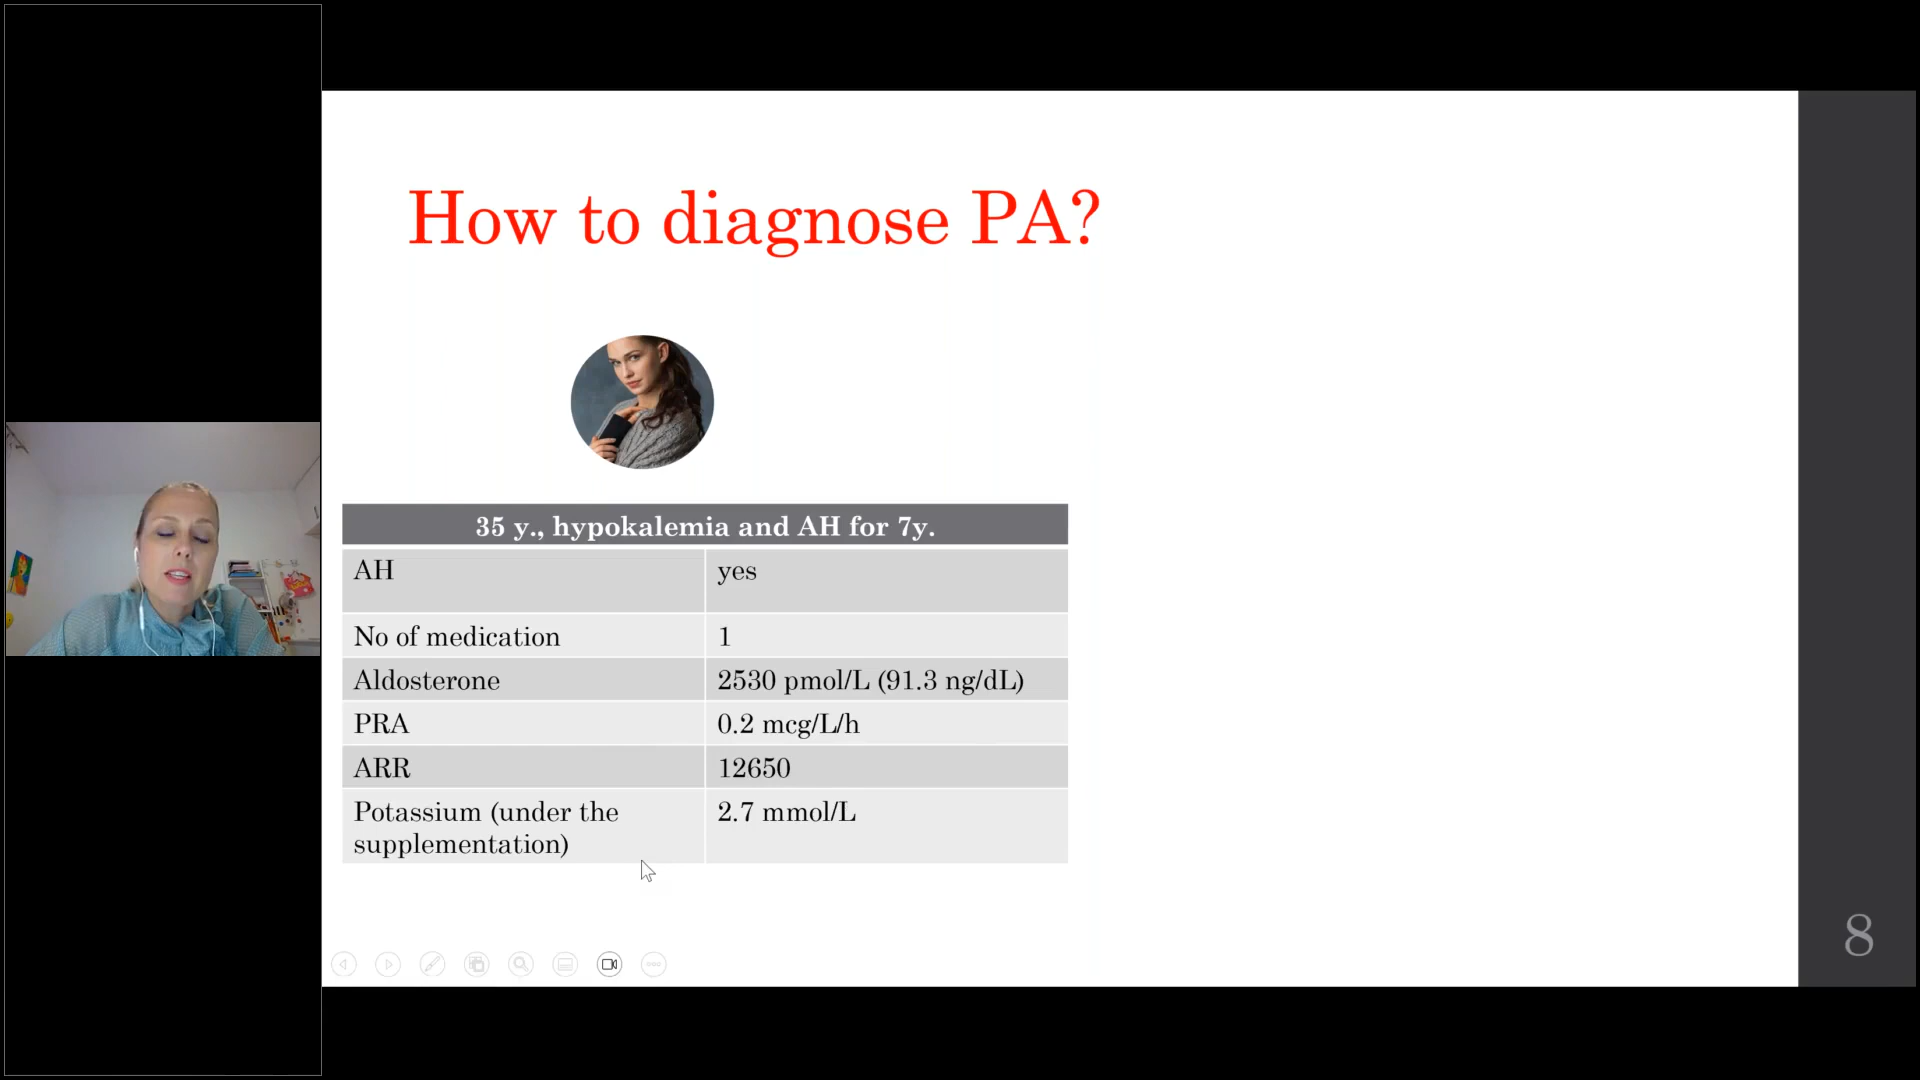 How to diagnose PA?
35 y., hypokalemia and AH for 7y.
AH yes
No of medication 1
Aldosterone 2530 pmol/L (91.3 ng/dL)
PRA 0.2 mcg/L/h
ARR 12650
Potassium (under the 2.7 mmol/L
supplementation)
8